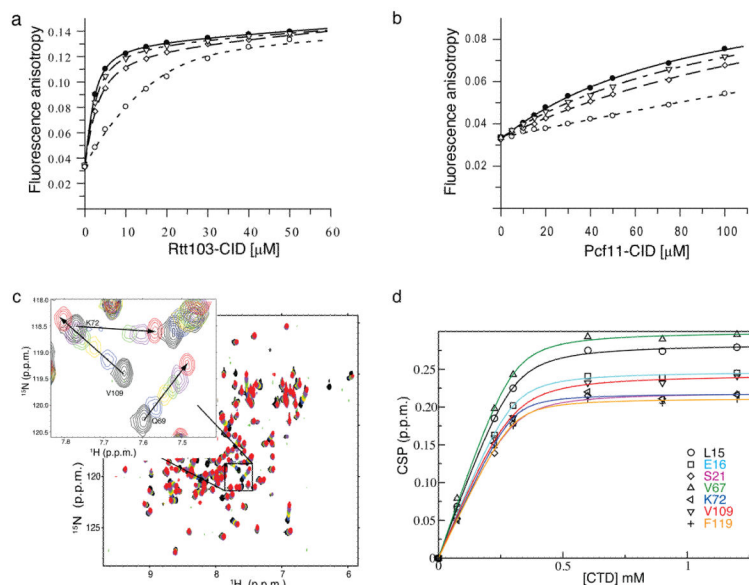 a
Fluorescence anisotropy
0.14
0.12
0.10
0.08
0.06
0.04
0.02
0 10 20 30 40 50 60
Rtt103-CID [µM]
b
Fluorescence anisotropy
0.08
0.06
0.04
0.02
0 20 40 60 80 100
Pcf11-CID [µM]
c
¹⁵N (p.p.m.)
118.0
118.5
119.0
119.5
120.0
120.5
K72
V109
Q69
7.8 7.7 7.6 7.5
¹H (p.p.m.)
¹⁵N (p.p.m.)
120
125
9 8 7 6
¹H (p.p.m.)
d
CSP (p.p.m.)
0.25
0.20
0.15
0.10
0.05
0
0 0.5 1
[CTD] mM
L15
E16
S21
V67
K72
V109
F119